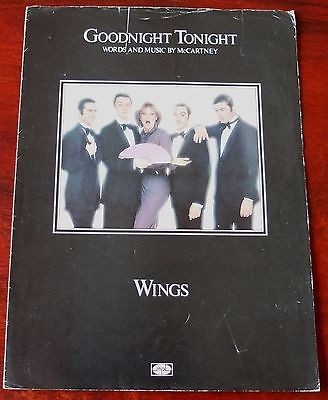 GOODNIGHT TONIGHT
WORDS AND MUSIC BY McCARTNEY
WINGS